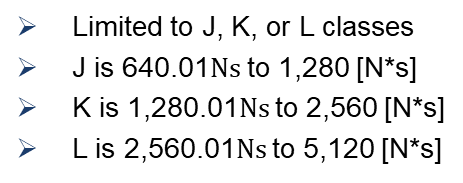 ➢ Limited to J, K, or L classes
➢ J is 640.01Ns to 1,280 [N*s]
➢ K is 1,280.01Ns to 2,560 [N*s]
➢ L is 2,560.01Ns to 5,120 [N*s]